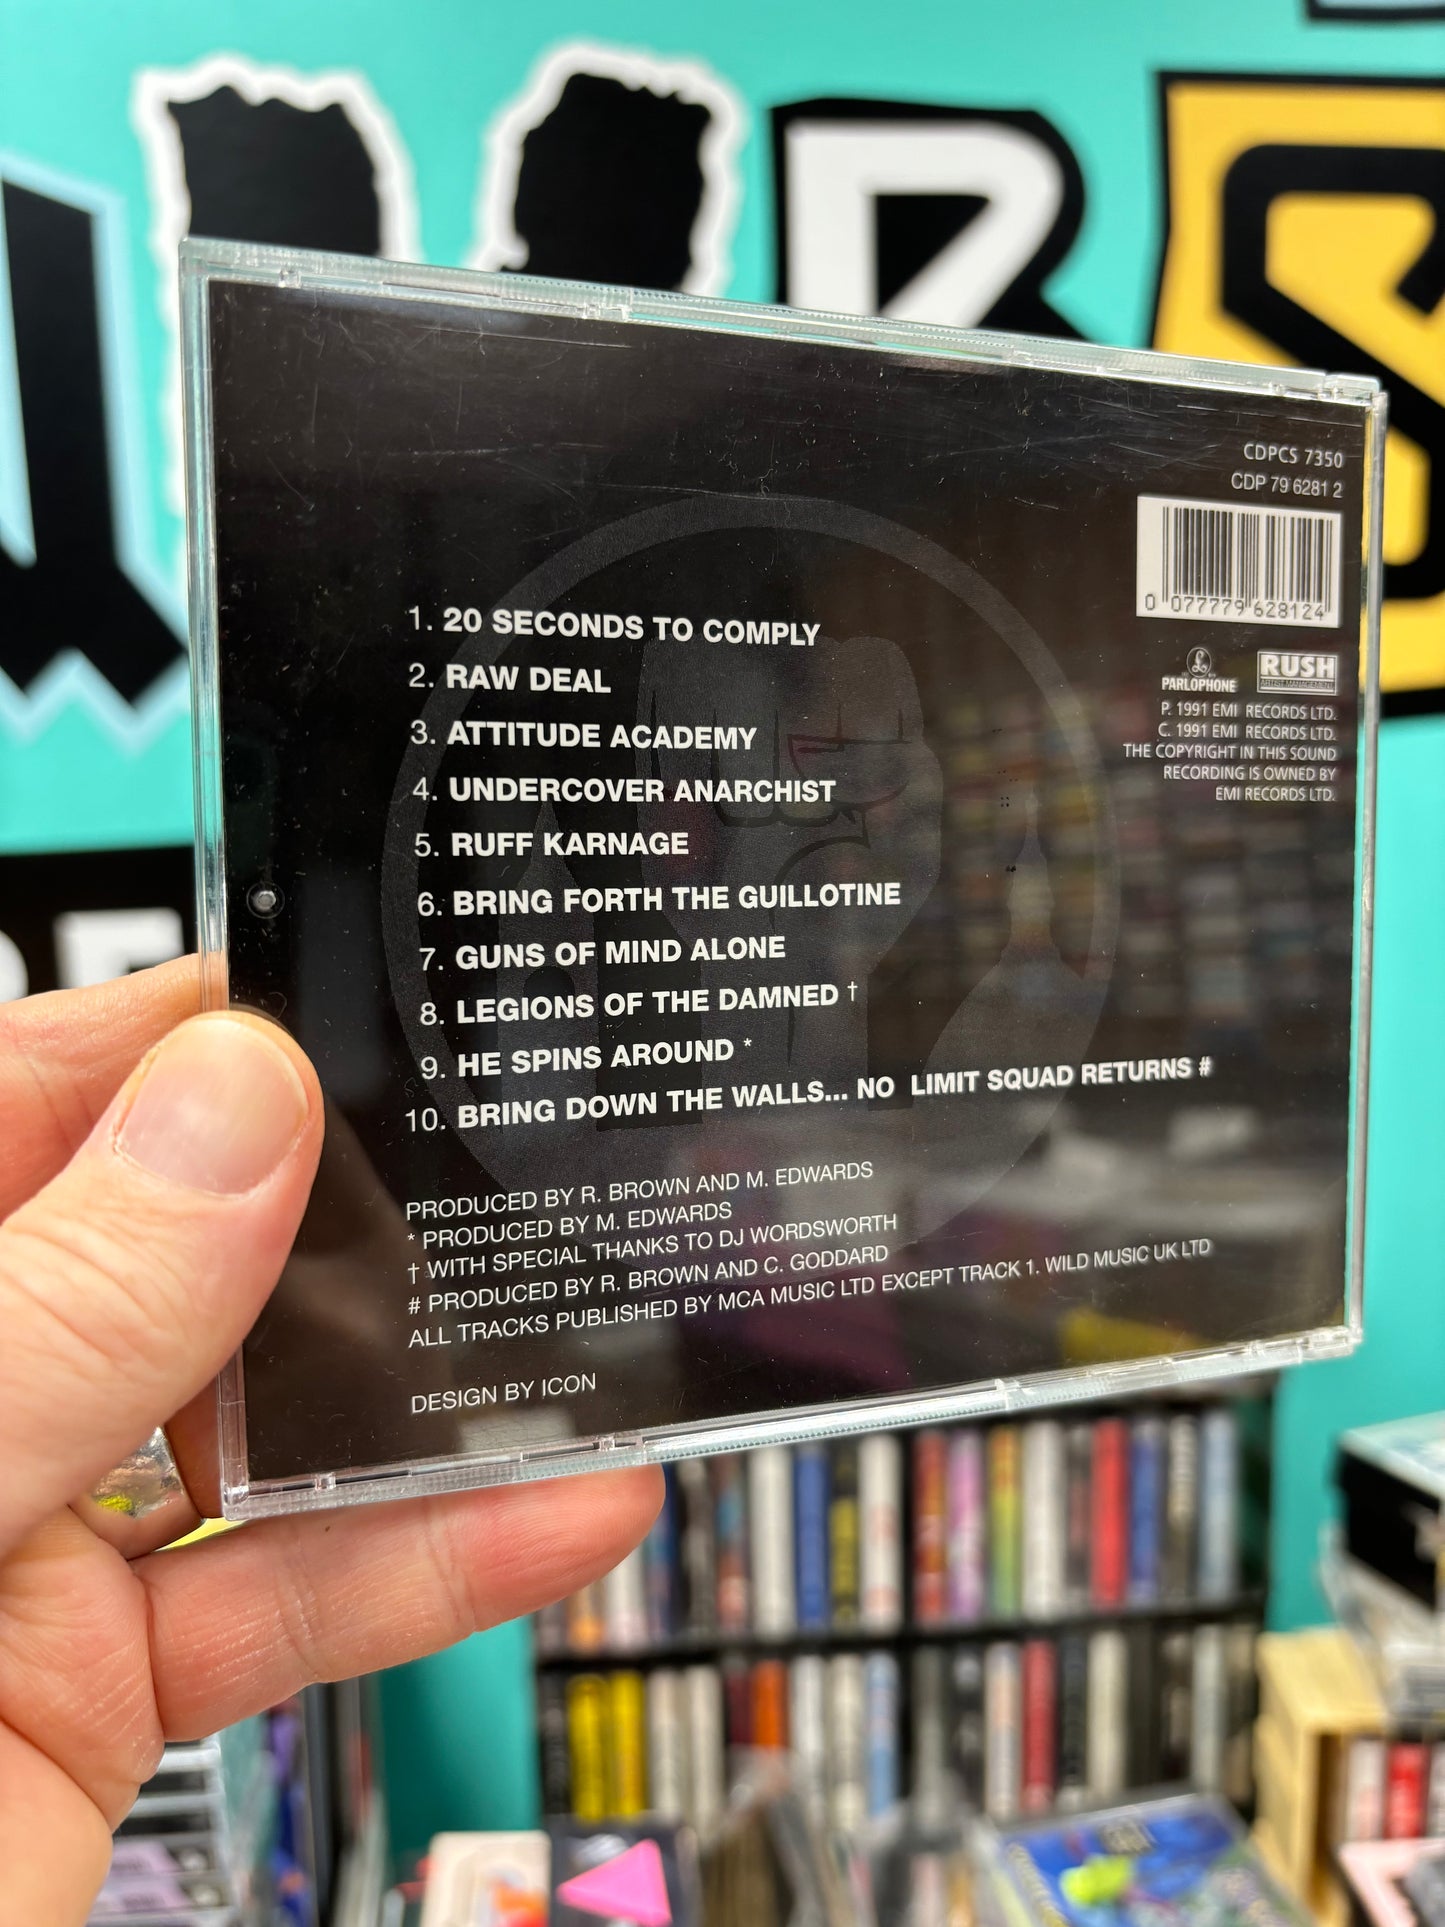 CDPCS 7350
CDP 79 6281 2
0 077779 628124
PARLOPHONE
RUSH
ARTIST MANAGEMENT
P. 1991 EMI RECORDS LTD.
C. 1991 EMI RECORDS LTD.
THE COPYRIGHT IN THIS SOUND
RECORDING IS OWNED BY
EMI RECORDS LTD.
1. 20 SECONDS TO COMPLY
2. RAW DEAL
3. ATTITUDE ACADEMY
4. UNDERCOVER ANARCHIST
5. RUFF KARNAGE
6. BRING FORTH THE GUILLOTINE
7. GUNS OF MIND ALONE
8. LEGIONS OF THE DAMNED †
9. HE SPINS AROUND *
10. BRING DOWN THE WALLS... NO LIMIT SQUAD RETURNS #
PRODUCED BY R. BROWN AND M. EDWARDS
* PRODUCED BY M. EDWARDS
† WITH SPECIAL THANKS TO DJ WORDSWORTH
# PRODUCED BY R. BROWN AND C. GODDARD
ALL TRACKS PUBLISHED BY MCA MUSIC LTD EXCEPT TRACK 1. WILD MUSIC UK LTD
DESIGN BY ICON